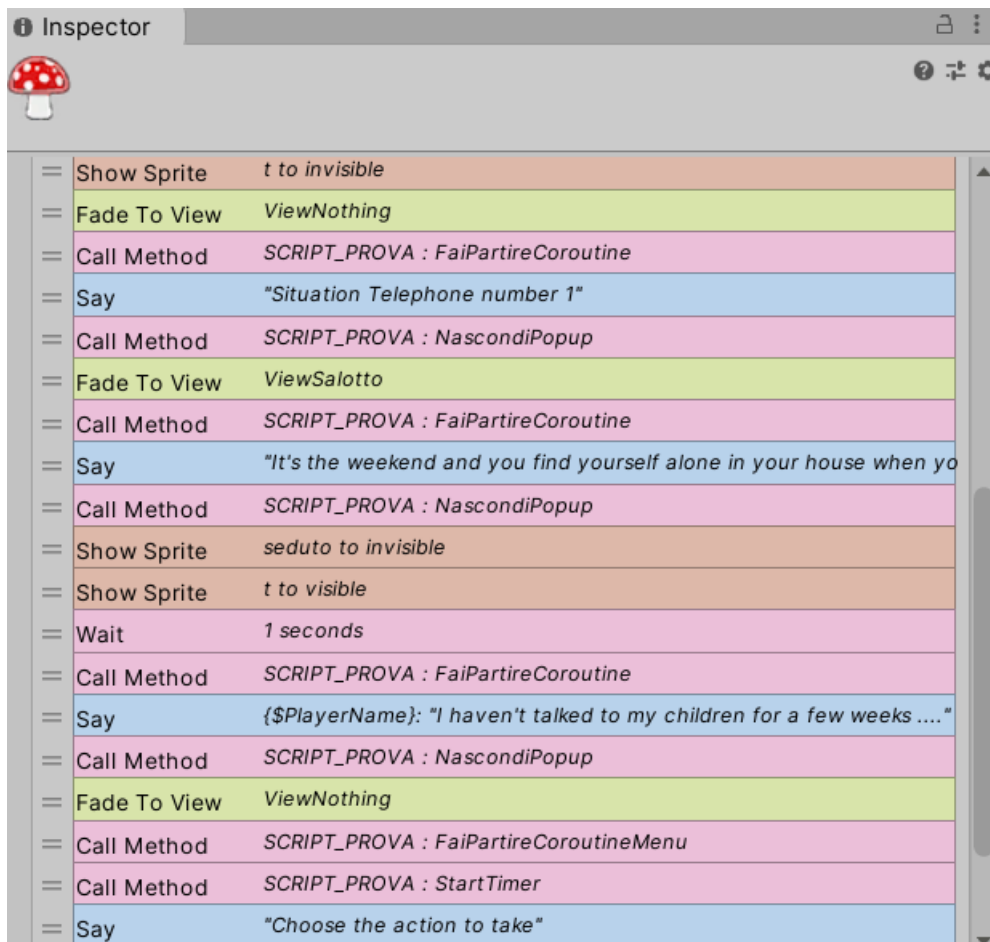 Inspector
Show Sprite t to invisible
Fade To View ViewNothing
Call Method SCRIPT_PROVA : FaiPartireCoroutine
Say "Situation Telephone number 1"
Call Method SCRIPT_PROVA : NascondiPopup
Fade To View ViewSalotto
Call Method SCRIPT_PROVA : FaiPartireCoroutine
Say "It's the weekend and you find yourself alone in your house when yo
Call Method SCRIPT_PROVA : NascondiPopup
Show Sprite seduto to invisible
Show Sprite t to visible
Wait 1 seconds
Call Method SCRIPT_PROVA : FaiPartireCoroutine
Say {$PlayerName}: "I haven't talked to my children for a few weeks ...."
Call Method SCRIPT_PROVA : NascondiPopup
Fade To View ViewNothing
Call Method SCRIPT_PROVA : FaiPartireCoroutineMenu
Call Method SCRIPT_PROVA : StartTimer
Say "Choose the action to take"